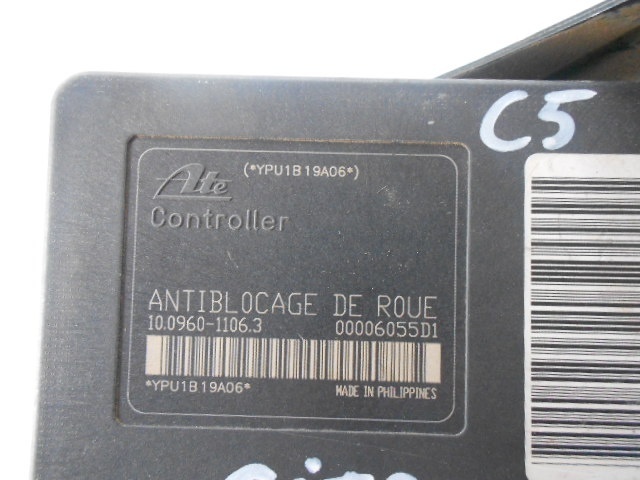 C5
(*YPU1B19A06*)
Ate
Controller
ANTIBLOCAGE DE ROUE
10.0960-1106.3 00006055D1
*YPU1B19A06*
MADE IN PHILIPPINES